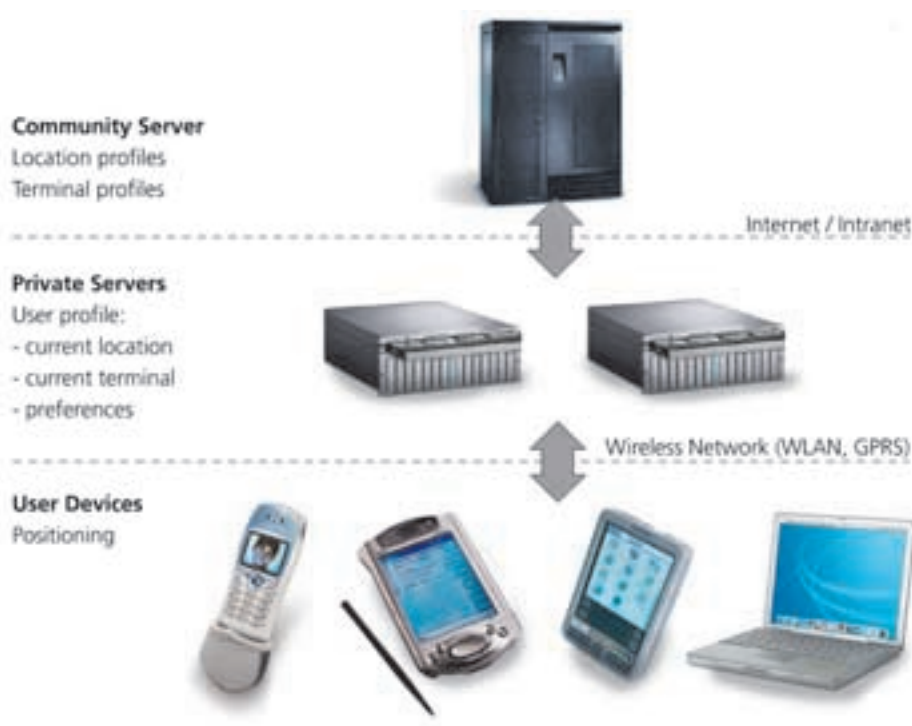 Community Server
Location profiles
Terminal profiles
Internet / Intranet
Private Servers
User profile:
- current location
- current terminal
- preferences
Wireless Network (WLAN, GPRS)
User Devices
Positioning